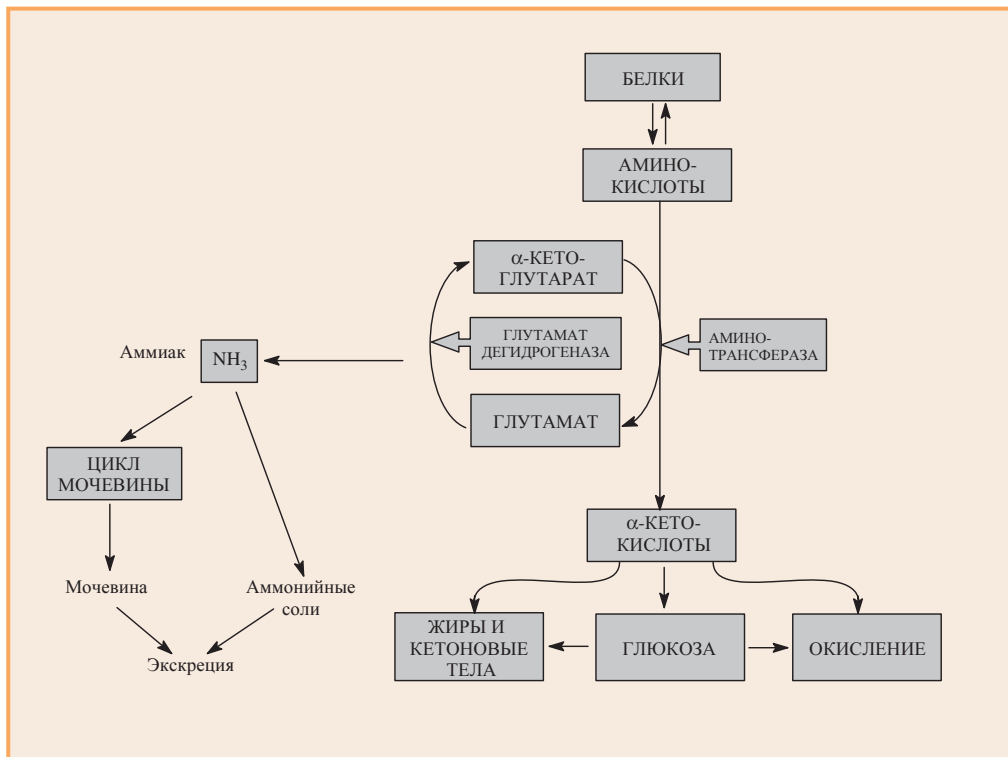 БЕЛКИ
АМИНО-
КИСЛОТЫ
α-КЕТО-
ГЛУТАРАТ
ГЛУТАМАТ
ДЕГИДРОГЕНАЗА
АМИНО-
ТРАНСФЕРАЗА
Аммиак
NH₃
ГЛУТАМАТ
ЦИКЛ
МОЧЕВИНЫ
α-КЕТО-
КИСЛОТЫ
Мочевина
Аммонийные
соли
Экскреция
ЖИРЫ И
КЕТОНОВЫЕ
ТЕЛА
ГЛЮКОЗА
ОКИСЛЕНИЕ